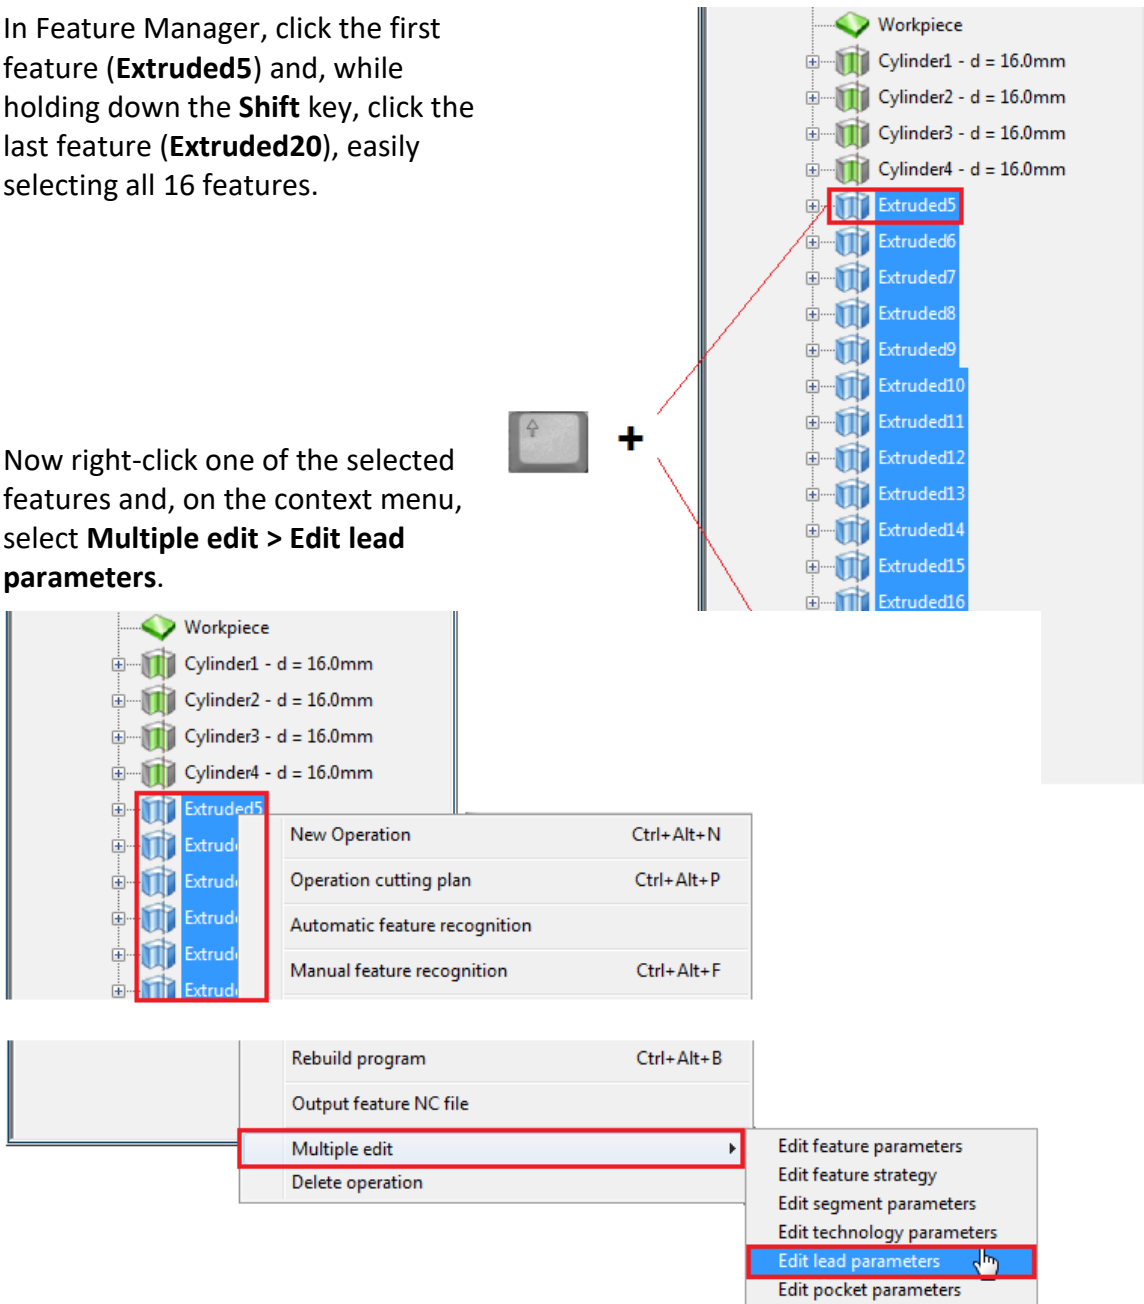 In Feature Manager, click the first
feature (Extruded5) and, while
holding down the Shift key, click the
last feature (Extruded20), easily
selecting all 16 features.
Workpiece
Cylinder1 - d = 16.0mm
Cylinder2 - d = 16.0mm
Cylinder3 - d = 16.0mm
Cylinder4 - d = 16.0mm
Extruded5
Extruded6
Extruded7
Extruded8
Extruded9
Extruded10
Extruded11
Extruded12
Extruded13
Extruded14
Extruded15
Extruded16
+
Now right-click one of the selected
features and, on the context menu,
select Multiple edit > Edit lead
parameters.
Workpiece
Cylinder1 - d = 16.0mm
Cylinder2 - d = 16.0mm
Cylinder3 - d = 16.0mm
Cylinder4 - d = 16.0mm
Extruded5
Extrud
Extrud
Extrud
Extrud
Extrud
New Operation Ctrl+Alt+N
Operation cutting plan Ctrl+Alt+P
Automatic feature recognition
Manual feature recognition Ctrl+Alt+F
Rebuild program Ctrl+Alt+B
Output feature NC file
Multiple edit
Delete operation
Edit feature parameters
Edit feature strategy
Edit segment parameters
Edit technology parameters
Edit lead parameters
Edit pocket parameters